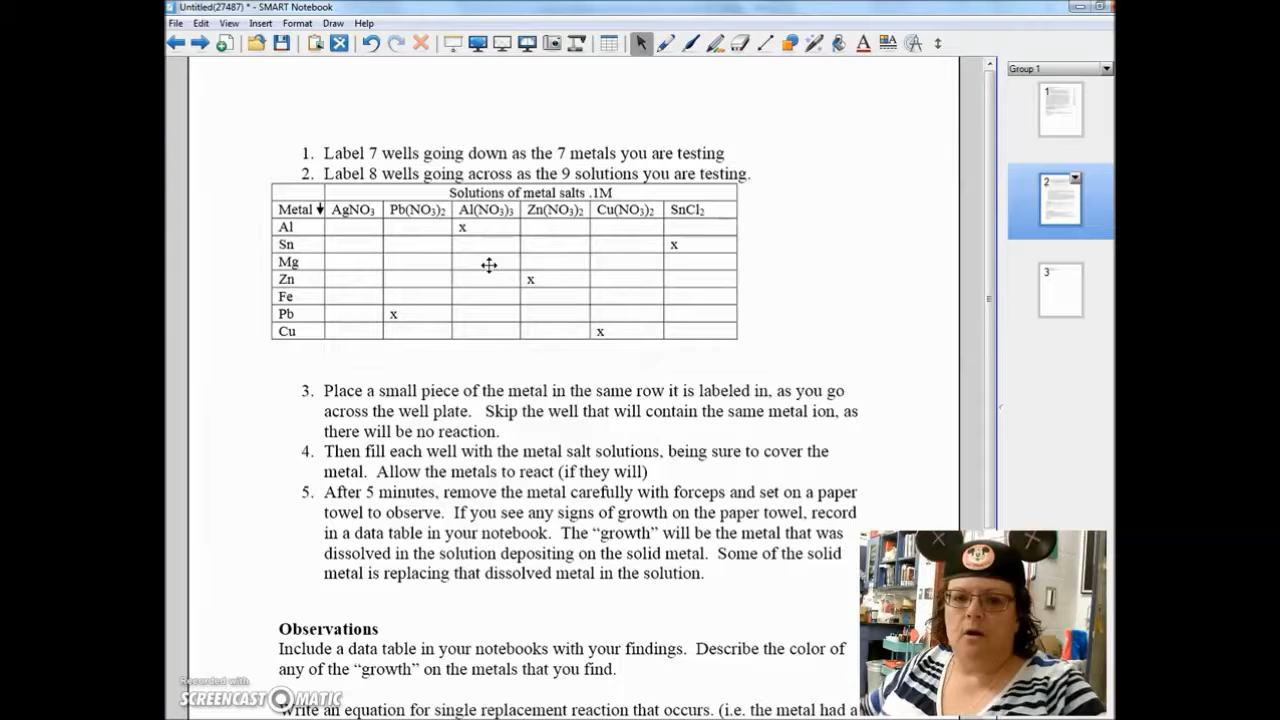 Untitled(27487) * - SMART Notebook
File Edit View Insert Format Draw Help
Group 1
1
2
3
1. Label 7 wells going down as the 7 metals you are testing
2. Label 8 wells going across as the 9 solutions you are testing.
Solutions of metal salts .1M
Metal AgNO3 Pb(NO3)2 Al(NO3)3 Zn(NO3)2 Cu(NO3)2 SnCl2
Al x
Sn x
Mg
Zn x
Fe
Pb x
Cu x
3. Place a small piece of the metal in the same row it is labeled in, as you go
across the well plate. Skip the well that will contain the same metal ion, as
there will be no reaction.
4. Then fill each well with the metal salt solutions, being sure to cover the
metal. Allow the metals to react (if they will)
5. After 5 minutes, remove the metal carefully with forceps and set on a paper
towel to observe. If you see any signs of growth on the paper towel, record
in a data table in your notebook. The “growth” will be the metal that was
dissolved in the solution depositing on the solid metal. Some of the solid
metal is replacing that dissolved metal in the solution.
Observations
Include a data table in your notebooks with your findings. Describe the color of
any of the “growth” on the metals that you find.
Recorded with
SCREENCAST MATIC
Write an equation for single replacement reaction that occurs. (i.e. the metal had a